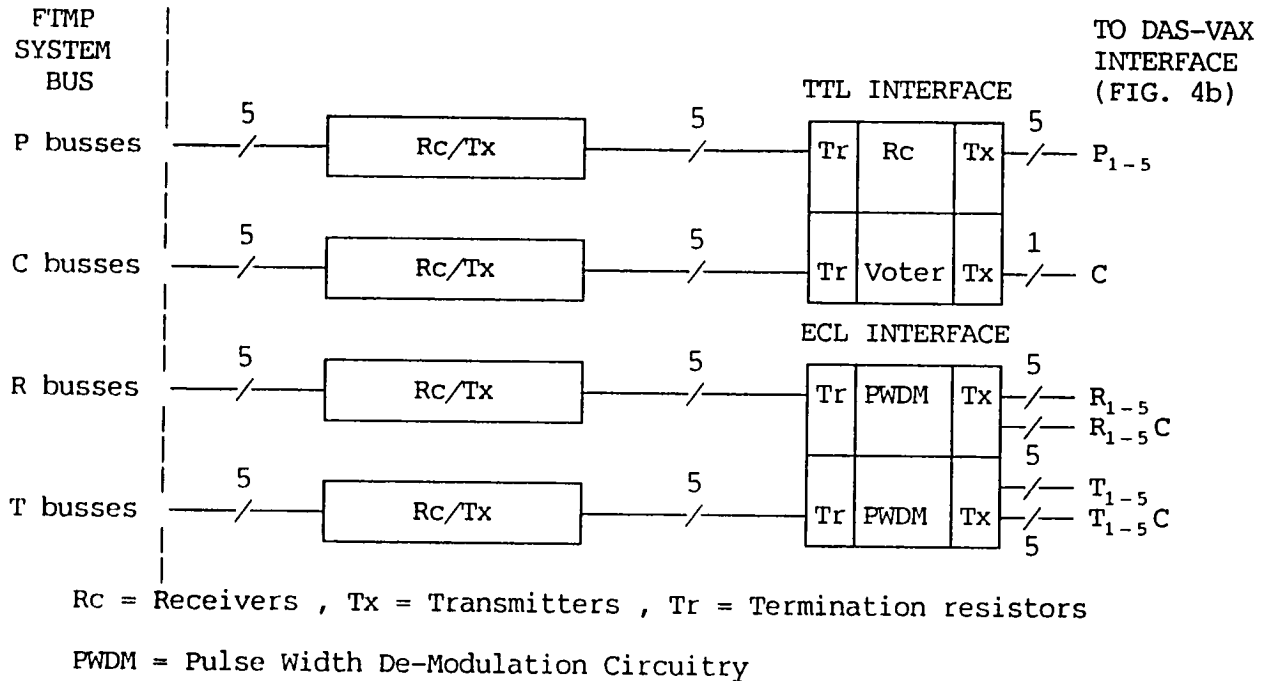 FTMP
SYSTEM
BUS
TO DAS-VAX
INTERFACE
(FIG. 4b)
TTL INTERFACE
P busses
5
Rc/Tx
5
Tr
Rc
Tx
5
P1-5
C busses
5
Rc/Tx
5
Tr
Voter
Tx
1
C
ECL INTERFACE
R busses
5
Rc/Tx
5
Tr
PWDM
Tx
5
R1-5
R1-5C
5
T busses
5
Rc/Tx
5
Tr
PWDM
Tx
T1-5
T1-5C
5
Rc = Receivers , Tx = Transmitters , Tr = Termination resistors
PWDM = Pulse Width De-Modulation Circuitry